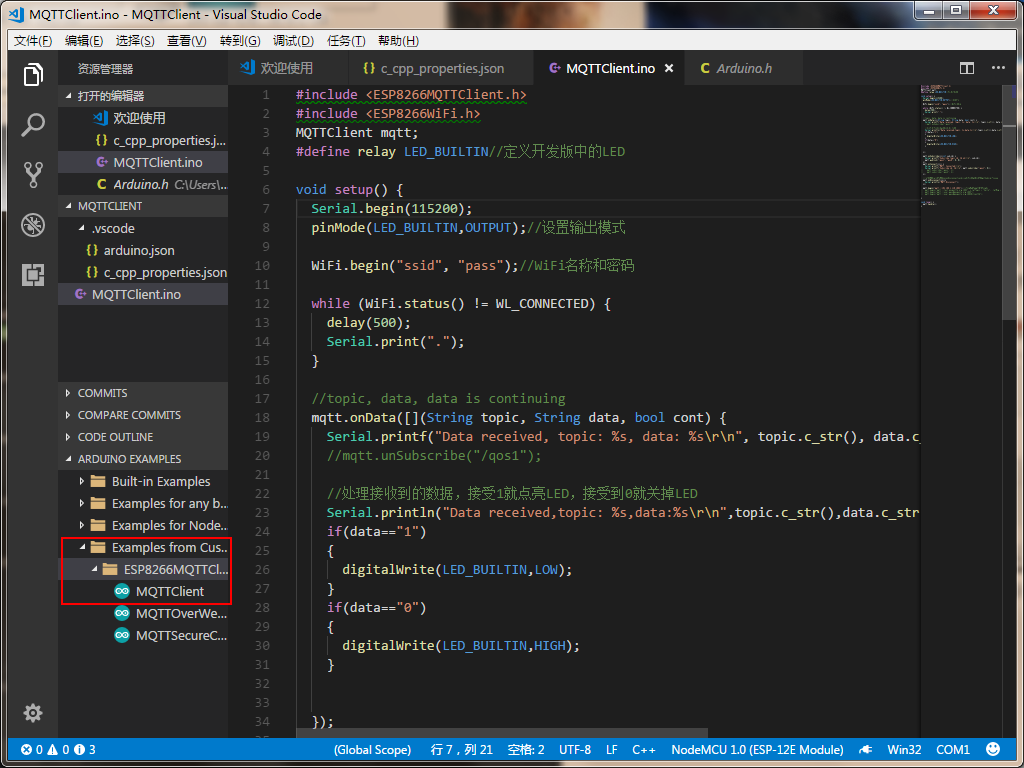 MQTTClient.ino - MQTTClient - Visual Studio Code
文件(F) 编辑(E) 选择(S) 查看(V) 转到(G) 调试(D) 任务(T) 帮助(H)
资源管理器
欢迎使用 {} c_cpp_properties.json MQTTClient.ino × C Arduino.h
打开的编辑器
欢迎使用
{} c_cpp_properties.j...
MQTTClient.ino
C Arduino.h C:\Users\...
MQTTCLIENT
.vscode
{} arduino.json
{} c_cpp_properties.json
MQTTClient.ino
COMMITS
COMPARE COMMITS
CODE OUTLINE
ARDUINO EXAMPLES
Built-in Examples
Examples for any b...
Examples for Node...
Examples from Cus...
ESP8266MQTTCl...
MQTTClient
MQTTOverWe...
MQTTSecureC...
1 #include <ESP8266MQTTClient.h>
2 #include <ESP8266WiFi.h>
3 MQTTClient mqtt;
4 #define relay LED_BUILTIN//定义开发版中的LED
5
6 void setup() {
7 Serial.begin(115200);
8 pinMode(LED_BUILTIN,OUTPUT);//设置输出模式
9
10 WiFi.begin("ssid", "pass");//WiFi名称和密码
11
12 while (WiFi.status() != WL_CONNECTED) {
13 delay(500);
14 Serial.print(".");
15 }
16
17 //topic, data, data is continuing
18 mqtt.onData([](String topic, String data, bool cont) {
19 Serial.printf("Data received, topic: %s, data: %s\r\n", topic.c_str(), data.c_
20 //mqtt.unSubscribe("/qos1");
21
22 //处理接收到的数据，接受1就点亮LED，接受到0就关掉LED
23 Serial.println("Data received,topic: %s,data:%s\r\n",topic.c_str(),data.c_str
24 if(data=="1")
25 {
26 digitalWrite(LED_BUILTIN,LOW);
27 }
28 if(data=="0")
29 {
30 digitalWrite(LED_BUILTIN,HIGH);
31 }
32
33
34 });
0 0 3 (Global Scope) 行 7，列 21 空格: 2 UTF-8 LF C++ NodeMCU 1.0 (ESP-12E Module) Win32 COM1